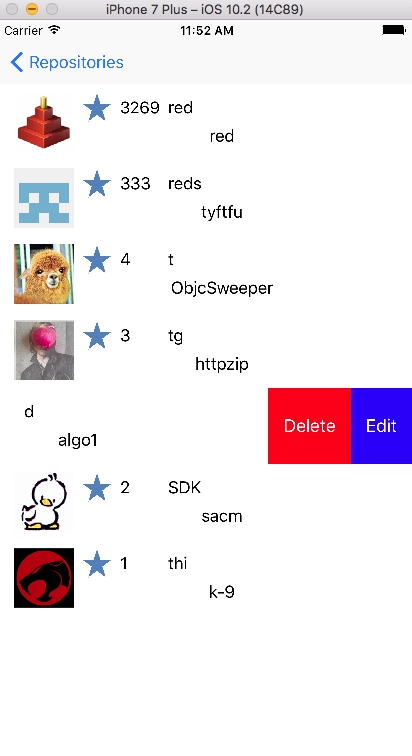 iPhone 7 Plus – iOS 10.2 (14C89)
Carrier 11:52 AM
Repositories
3269 red
red
333 reds
tyftfu
4 t
ObjcSweeper
3 tg
httpzip
d
algo1
Delete Edit
2 SDK
sacm
1 thi
k-9